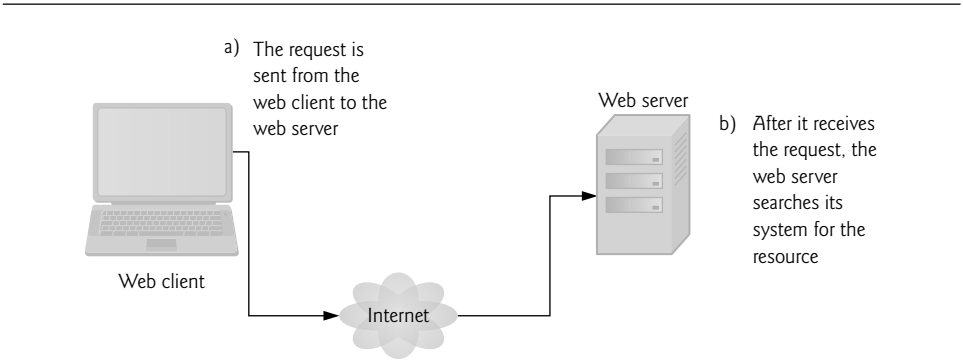 a) The request is
sent from the
web client to the
web server
Web server
b) After it receives
the request, the
web server
searches its
system for the
resource
Web client
Internet